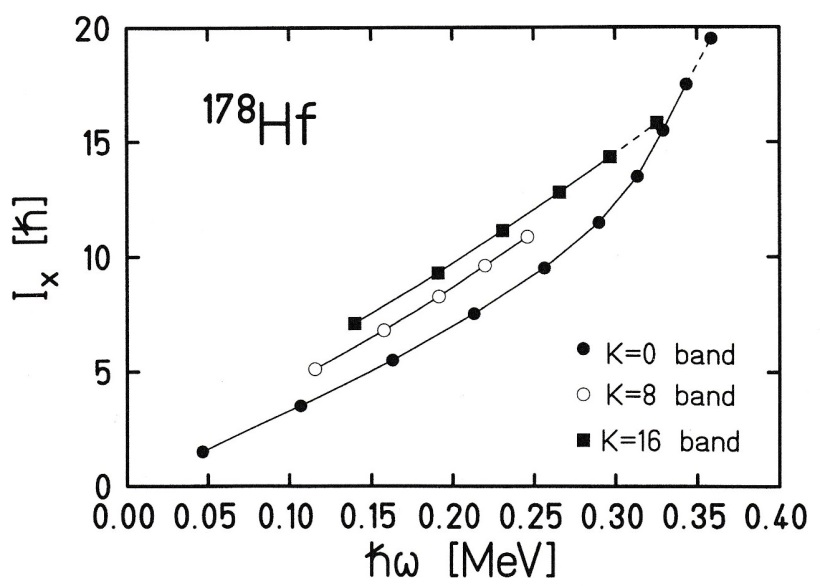 20
15
10
5
0
Iₓ [ħ]
¹⁷⁸Hf
K=0 band
K=8 band
K=16 band
0.00 0.05 0.10 0.15 0.20 0.25 0.30 0.35 0.40
ħω [MeV]